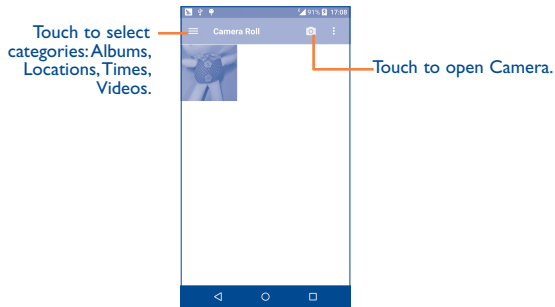 Touch to select
categories: Albums,
Locations, Times,
Videos.
91% 17:08
Camera Roll
Touch to open Camera.